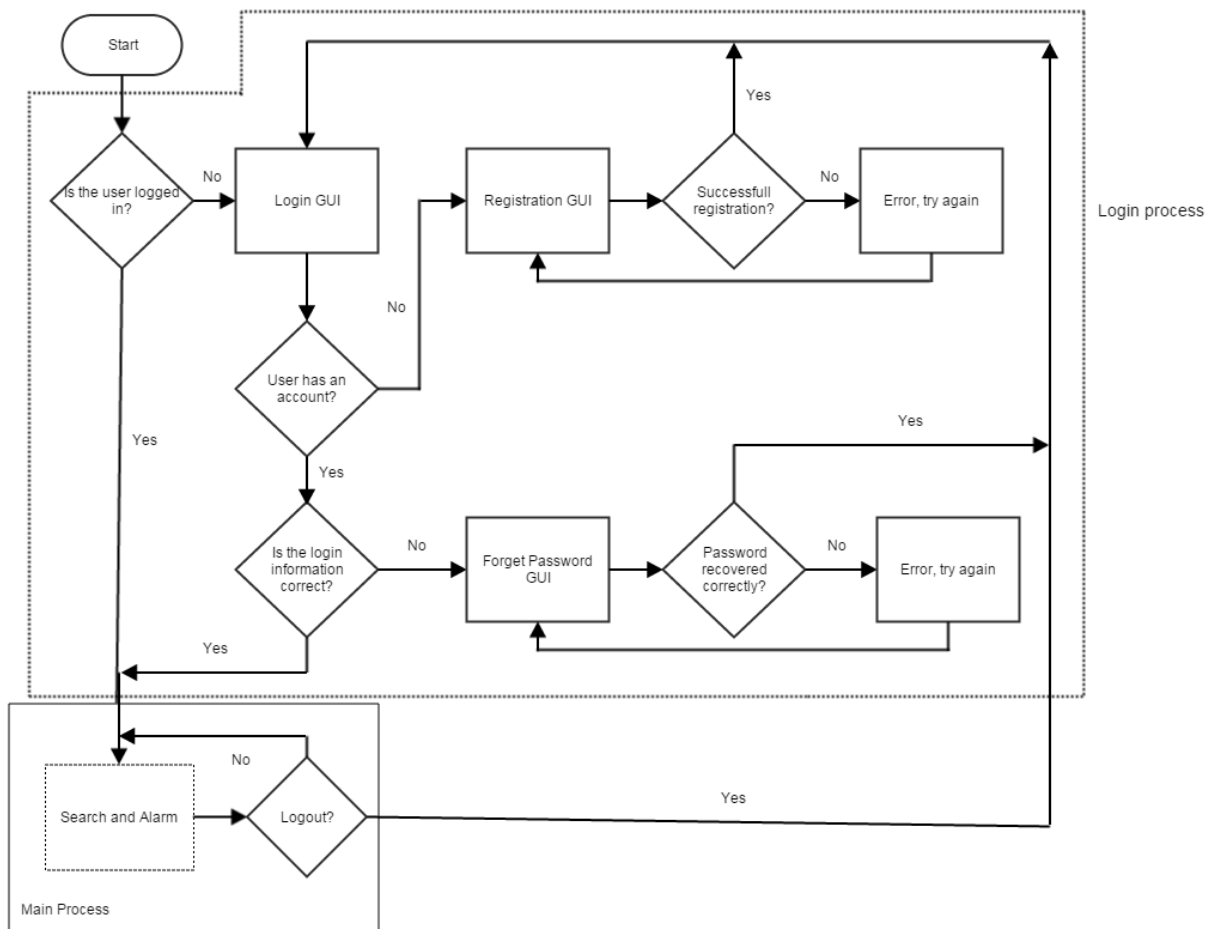 Start
Yes
Is the user logged
in?
No
Login GUI
Registration GUI
Successfull
registration?
No
Error, try again
Login process
No
User has an
account?
Yes
Yes
Yes
Is the login
information
correct?
No
Forget Password
GUI
Password
recovered
correctly?
No
Error, try again
Yes
No
Search and Alarm
Logout?
Yes
Main Process